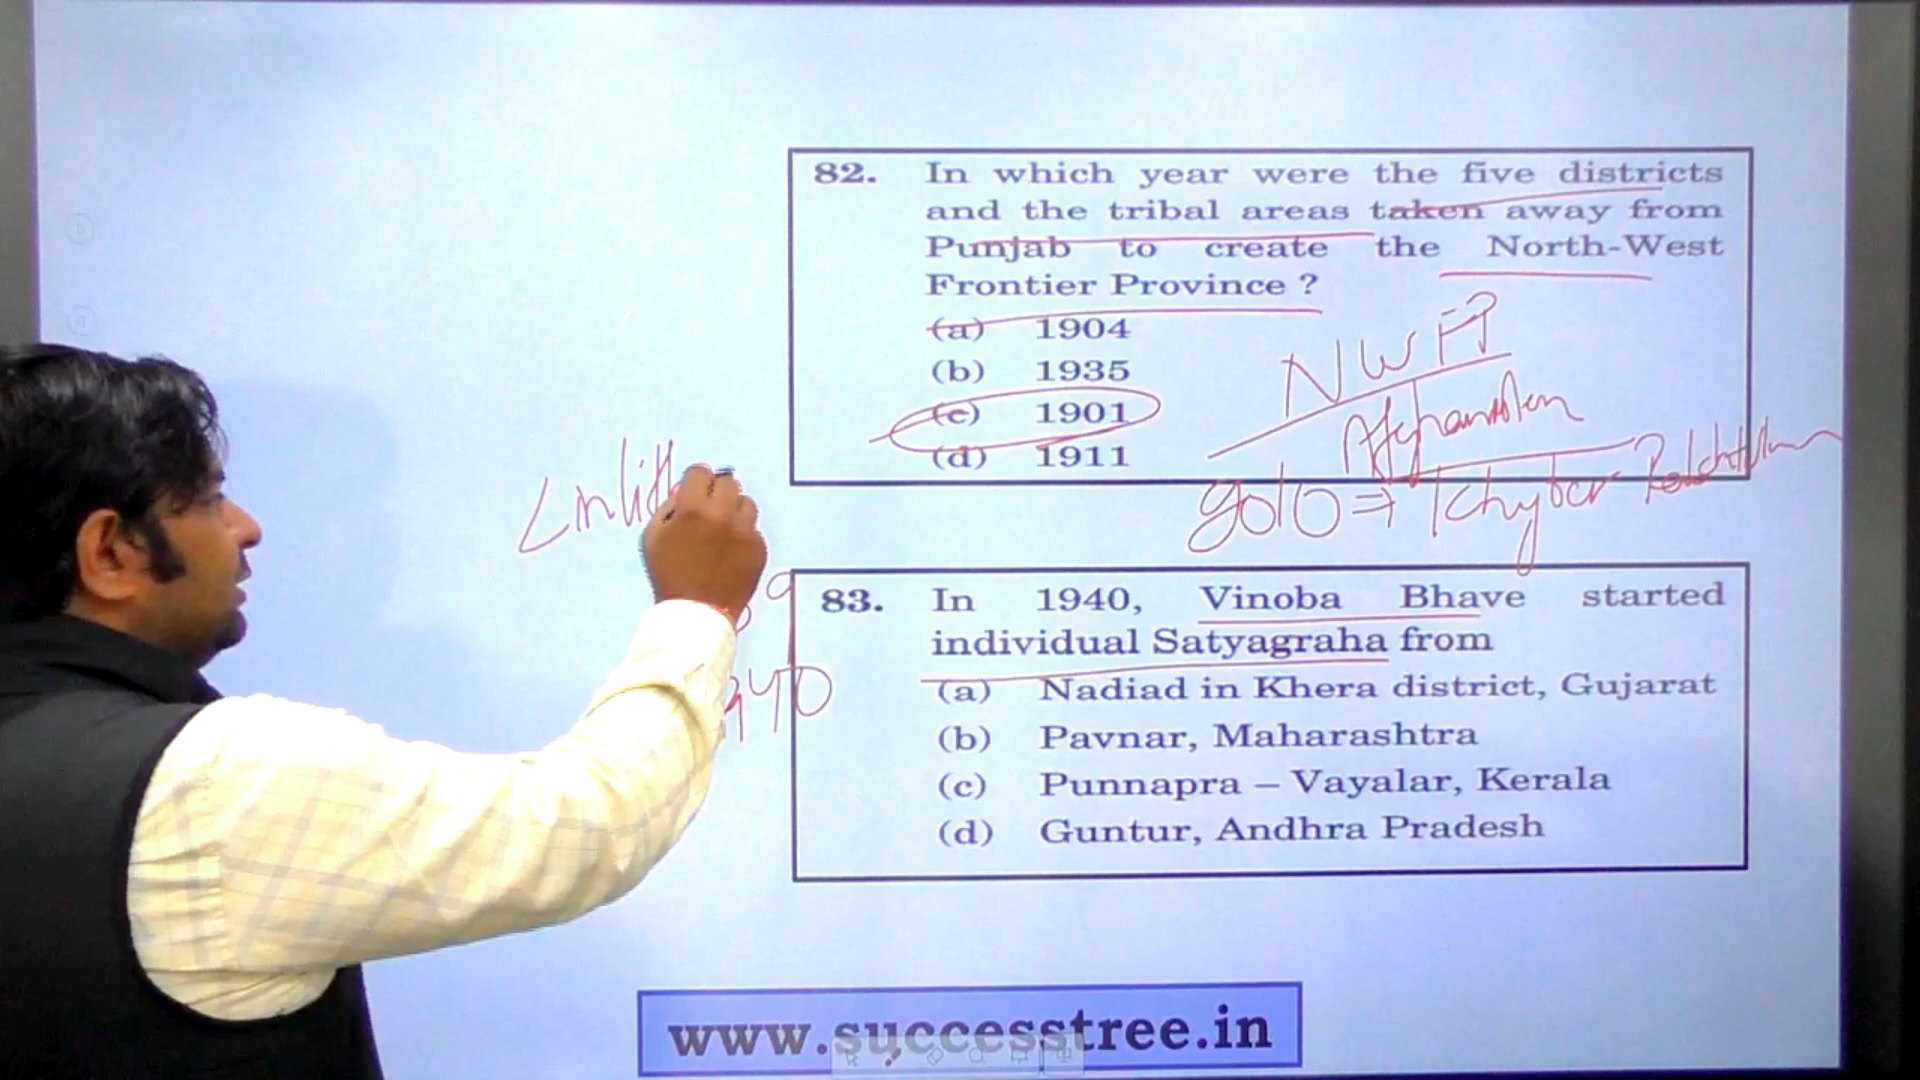 82. In which year were the five districts
and the tribal areas taken away from
Punjab to create the North-West
Frontier Province ?
(a) 1904
(b) 1935
(c) 1901
(d) 1911
NWFP
Afghanistan
Khyber
Linlith
83. In 1940, Vinoba Bhave started
individual Satyagraha from
(a) Nadiad in Khera district, Gujarat
(b) Pavnar, Maharashtra
(c) Punnapra – Vayalar, Kerala
(d) Guntur, Andhra Pradesh
www.successtree.in